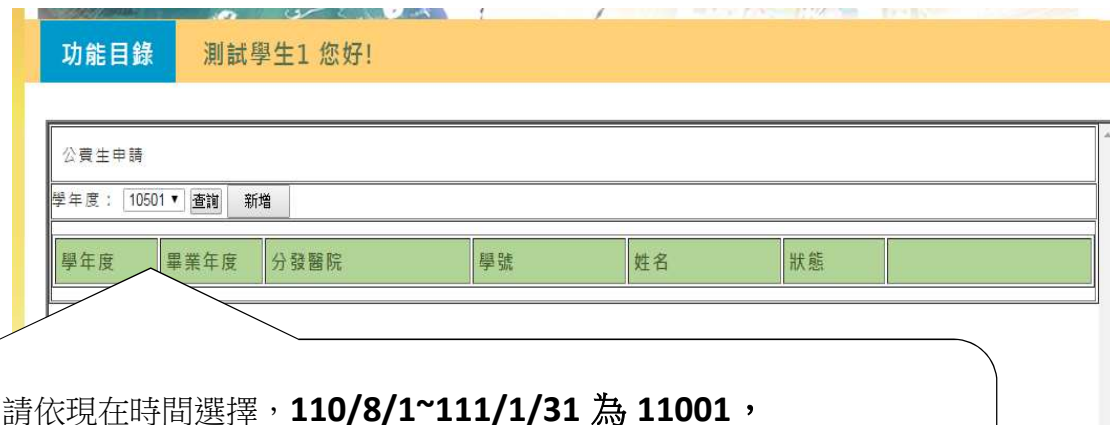 功能目錄 測試學生1 您好!
公費生申請
學年度： 10501 查詢 新增
學年度 畢業年度 分發醫院 學號 姓名 狀態
請依現在時間選擇，110/8/1~111/1/31 為 11001，